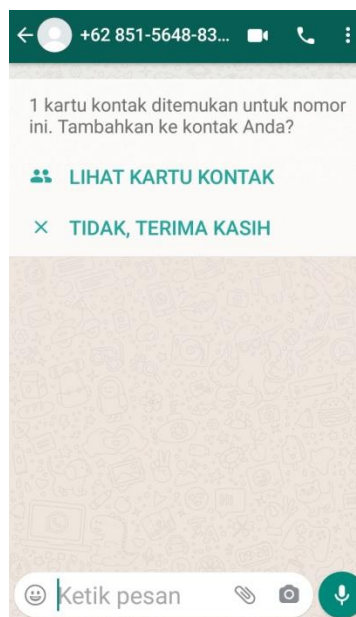 +62 851-5648-83...
1 kartu kontak ditemukan untuk nomor
ini. Tambahkan ke kontak Anda?
LIHAT KARTU KONTAK
TIDAK, TERIMA KASIH
Ketik pesan